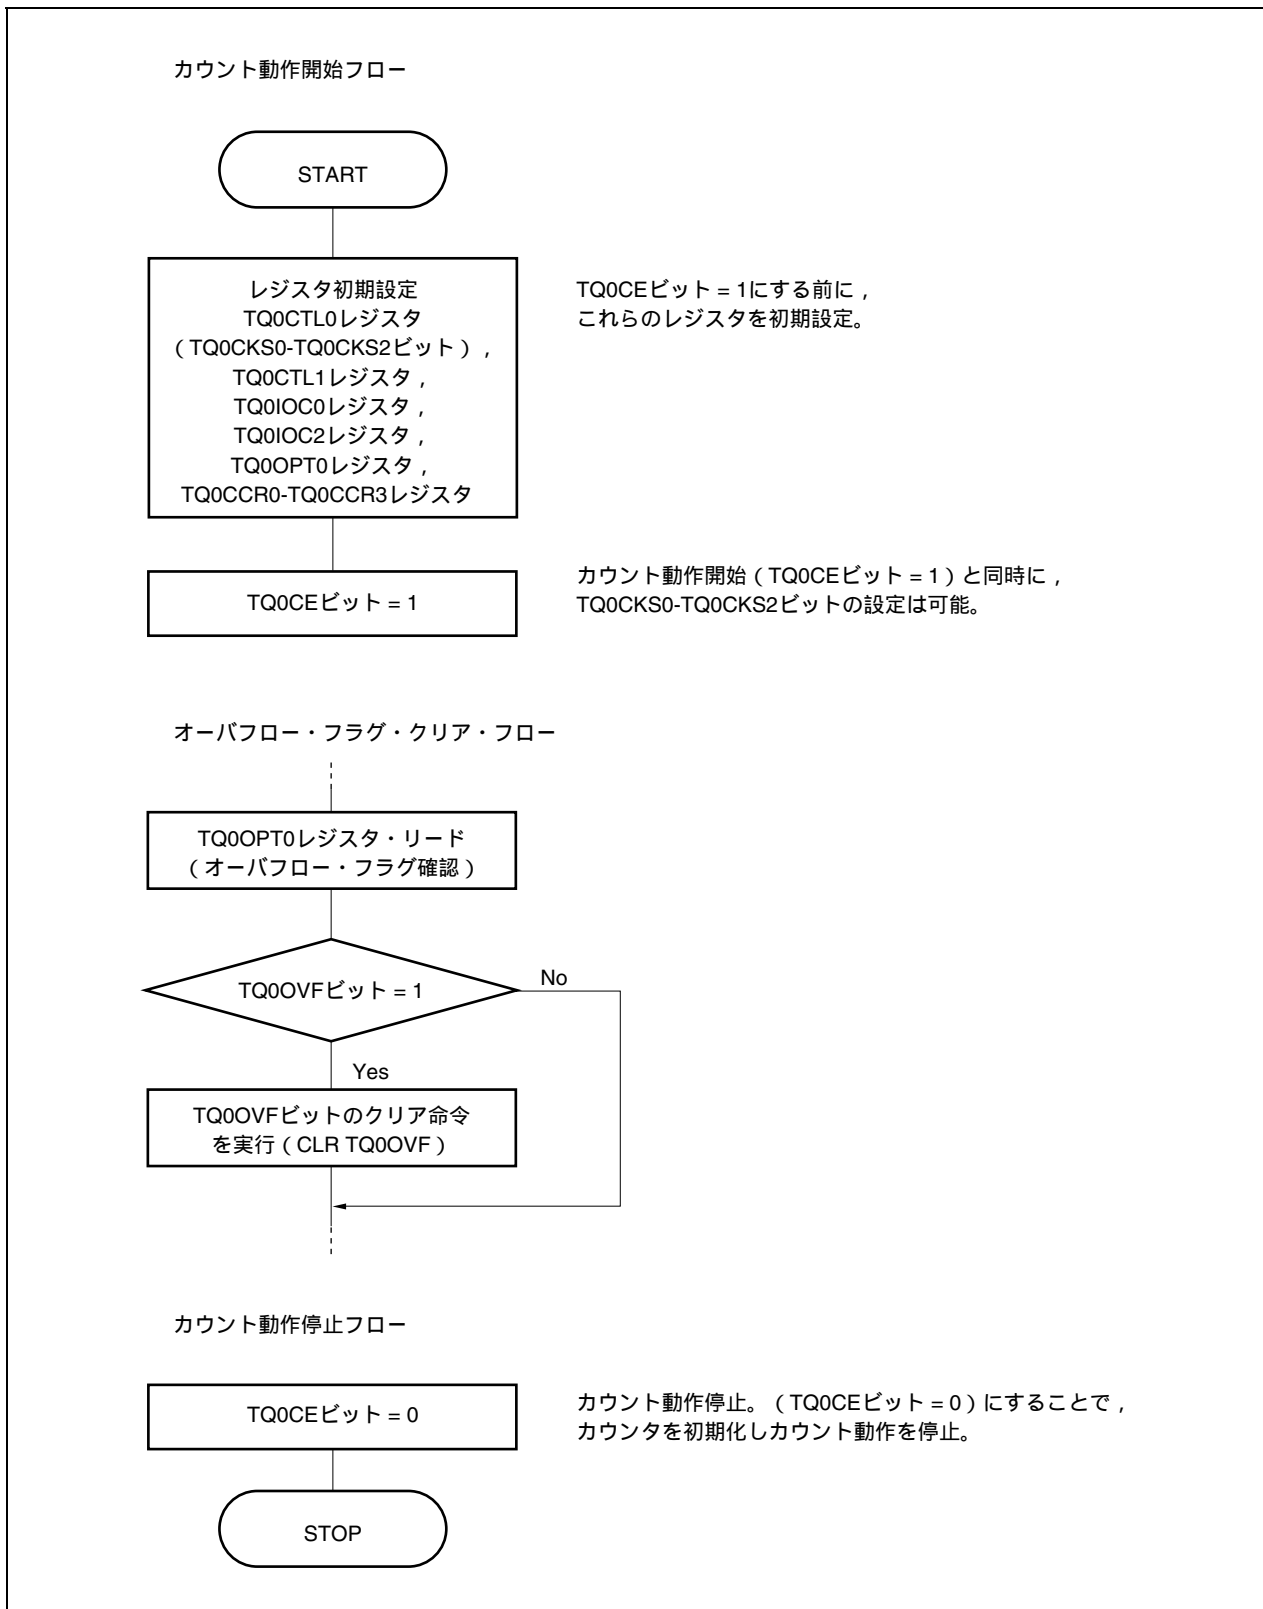 カウント動作開始フロー
START
レジスタ初期設定
TQ0CTL0レジスタ
（TQ0CKS0-TQ0CKS2ビット），
TQ0CTL1レジスタ，
TQ0IOC0レジスタ，
TQ0IOC2レジスタ，
TQ0OPT0レジスタ，
TQ0CCR0-TQ0CCR3レジスタ
TQ0CEビット = 1にする前に，
これらのレジスタを初期設定。
TQ0CEビット = 1
カウント動作開始（TQ0CEビット = 1）と同時に，
TQ0CKS0-TQ0CKS2ビットの設定は可能。
オーバフロー・フラグ・クリア・フロー
TQ0OPT0レジスタ・リード
（オーバフロー・フラグ確認）
TQ0OVFビット = 1
No
Yes
TQ0OVFビットのクリア命令
を実行（CLR TQ0OVF）
カウント動作停止フロー
TQ0CEビット = 0
カウント動作停止。（TQ0CEビット = 0）にすることで，
カウンタを初期化しカウント動作を停止。
STOP